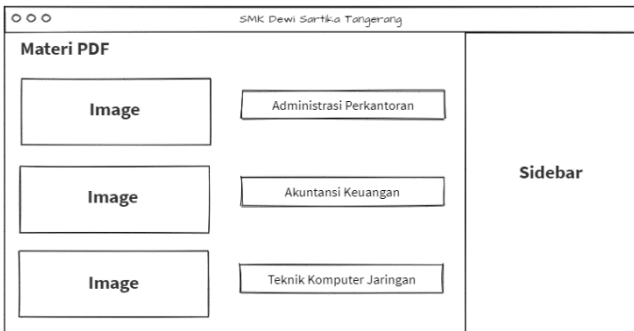 SMK Dewi Sartika Tangerang
Materi PDF
Image
Administrasi Perkantoran
Image
Akuntansi Keuangan
Image
Teknik Komputer Jaringan
Sidebar